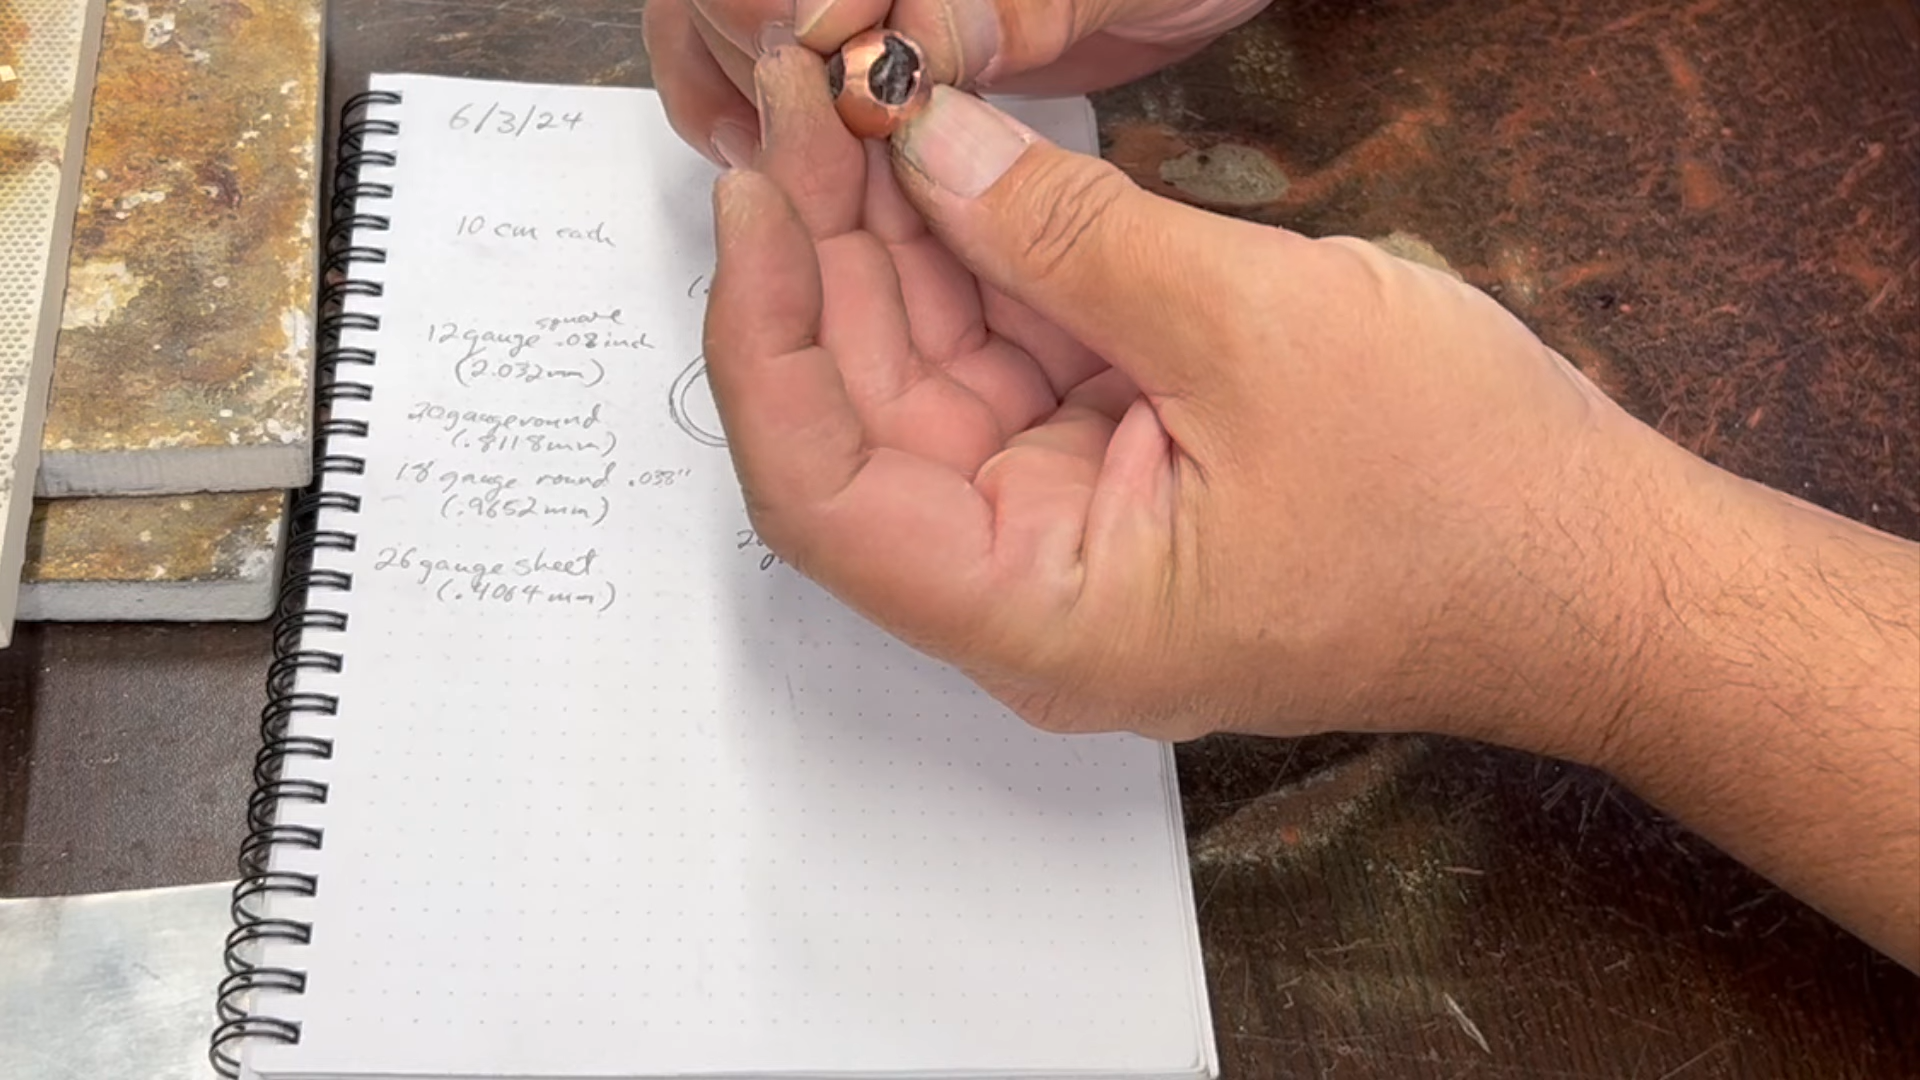 6/3/24
10 cm each
square
12 gauge .08 inch
(2.032mm)
20 gauge round
(.8118mm)
18 gauge round .038"
(.9652mm)
26 gauge sheet
(.4064mm)